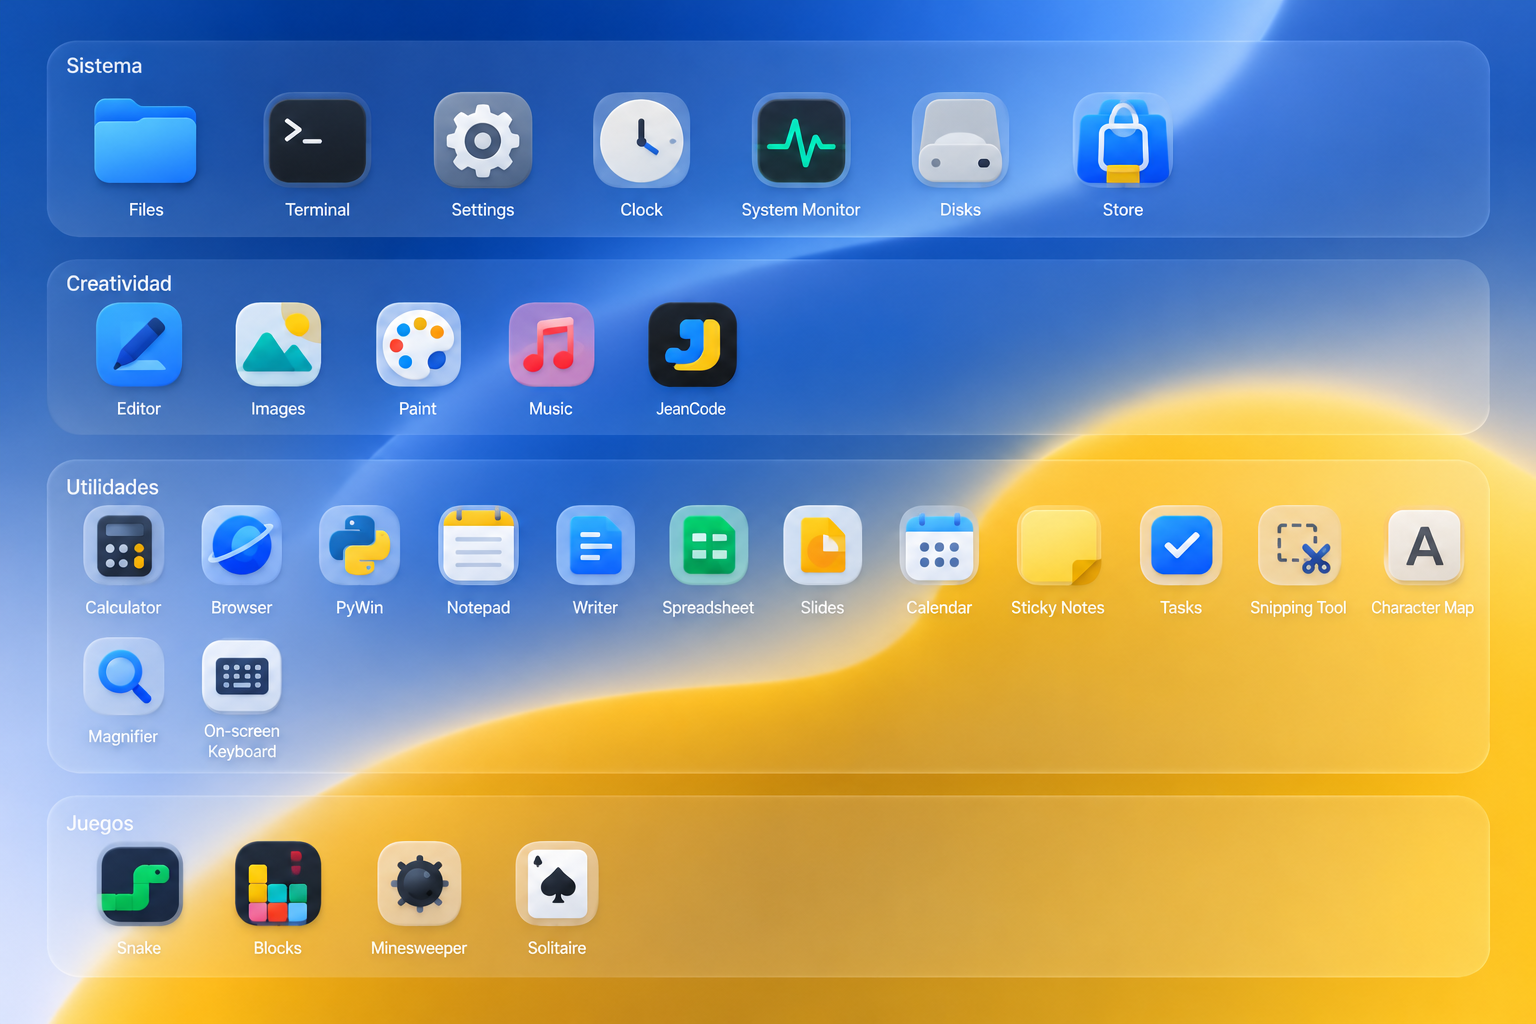 Sistema
Files
Terminal
Settings
Clock
System Monitor
Disks
Store
Creatividad
Editor
Images
Paint
Music
JeanCode
Utilidades
Calculator
Browser
PyWin
Notepad
Writer
Spreadsheet
Slides
Calendar
Sticky Notes
Tasks
Snipping Tool
A
Character Map
Magnifier
On-screen
Keyboard
Juegos
Snake
Blocks
Minesweeper
Solitaire